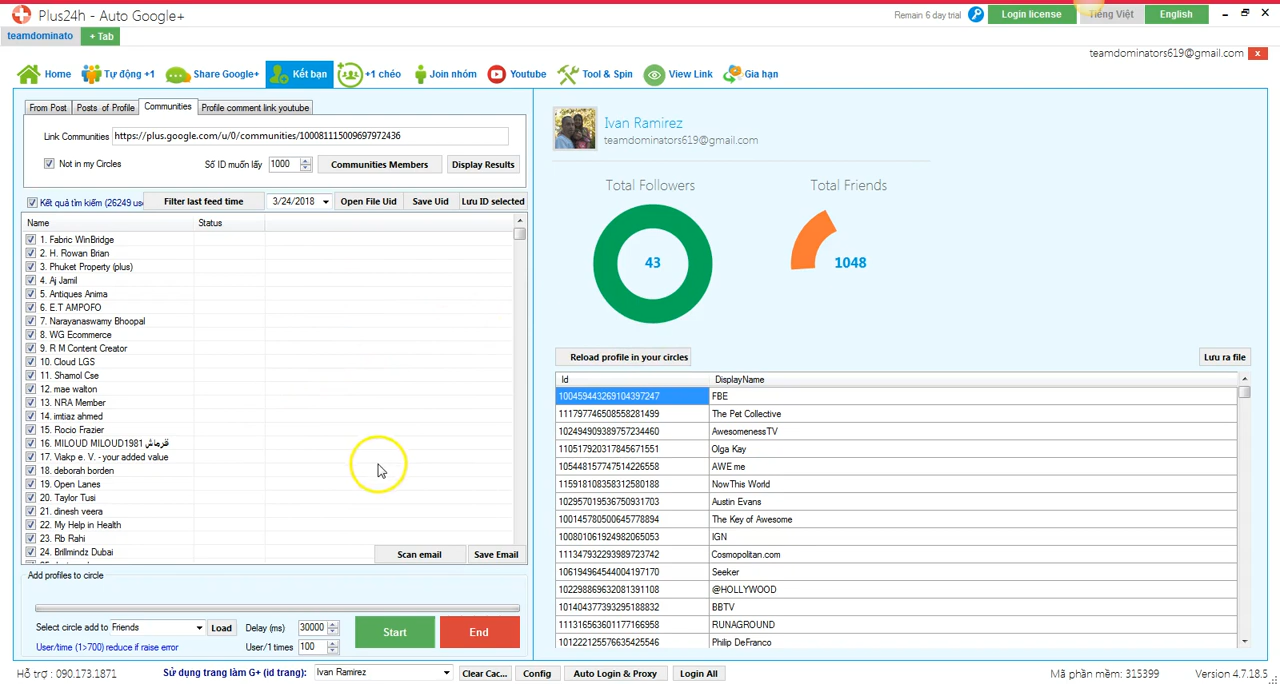 Plus24h - Auto Google+
Remain 6 day trial
Login license
Tiếng Việt
English
teamdominato
+ Tab
teamdominators619@gmail.com
x
Home
Tự động +1
Share Google+
Kết bạn
+1 chéo
Join nhóm
Youtube
Tool & Spin
View Link
Gia hạn
From Post
Posts of Profile
Communities
Profile comment link youtube
Link Communities
https://plus.google.com/u/0/communities/100081115009697972436
Not in my Circles
Số ID muốn lấy
1000
Communities Members
Display Results
Kết quả tìm kiếm (26249 use
Filter last feed time
3/24/2018
Open File Uid
Save Uid
Lưu ID selected
Name
Status
1. Fabric WinBridge
2. H. Rowan Brian
3. Phuket Property (plus)
4. Aj Jamil
5. Antiques Anima
6. E.T AMPOFO
7. Narayanaswamy Bhoopal
8. WG Ecommerce
9. R M Content Creator
10. Cloud LGS
11. Shamol Cse
12. mae walton
13. NRA Member
14. imtiaz ahmed
15. Rocio Frazier
16. MILOUD MILOUD1981 قرماش
17. Viakp e. V. - your added value
18. deborah borden
19. Open Lanes
20. Taylor Tusi
21. dinesh veera
22. My Help in Health
23. Rb Rahi
24. Brillmindz Dubai
Scan email
Save Email
Add profiles to circle
Select circle add to
Friends
Load
Delay (ms)
30000
Start
End
User/time (1>700) reduce if raise error
User/1 times
100
Ivan Ramirez
teamdominators619@gmail.com
Total Followers
Total Friends
43
1048
Reload profile in your circles
Lưu ra file
Id DisplayName
100459443269104397247 FBE
111797746508558281499 The Pet Collective
102494909389757234460 AwesomenessTV
110517920317845671551 Olga Kay
105448157747514226558 AWE me
115918108358312580188 NowThis World
102957019536750931703 Austin Evans
100145780500645778894 The Key of Awesome
100801061924982065053 IGN
111347932293989723742 Cosmopolitan.com
106194964544004197170 Seeker
102298869632081391108 @HOLLYWOOD
101404377393295188832 BBTV
111316536601177166958 RUNAGROUND
101222125576635425546 Philip DeFranco
Hỗ trợ : 090.173.1871
Sử dụng trang làm G+ (id trang):
Ivan Ramirez
Clear Cac...
Config
Auto Login & Proxy
Login All
Mã phần mềm: 315399
Version 4.7.18.5